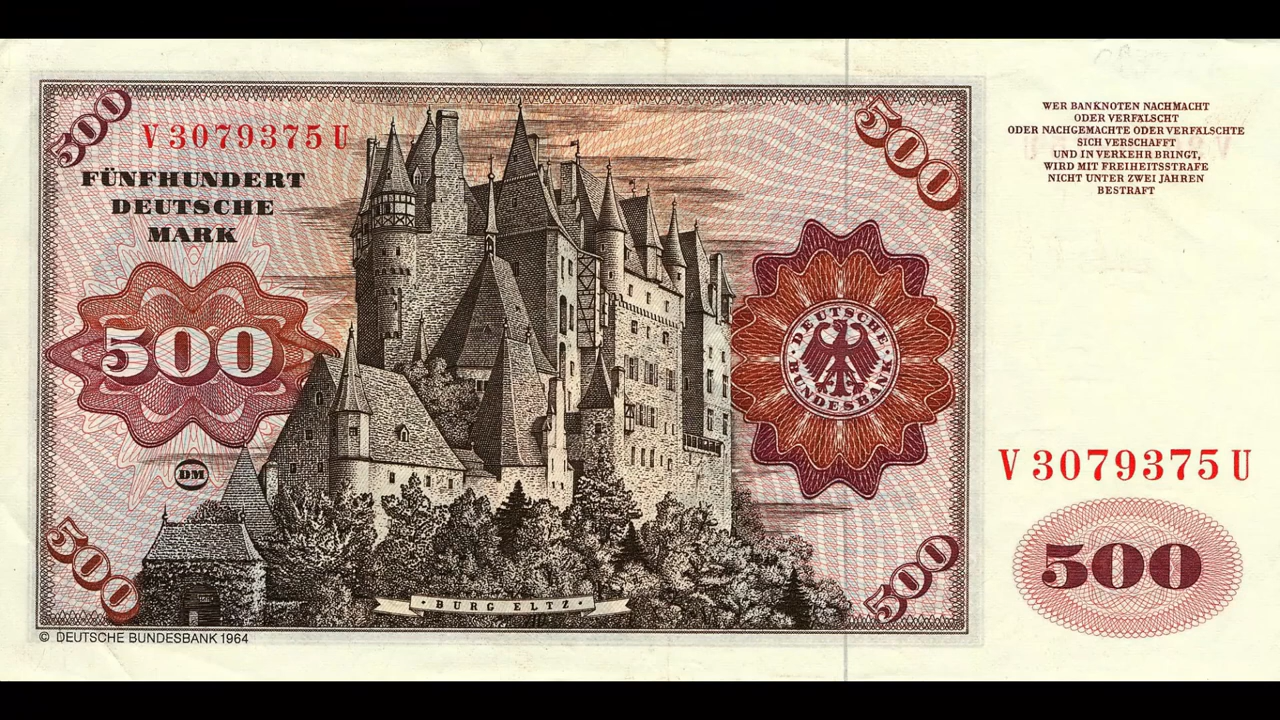 500
V 3079375 U
FÜNFHUNDERT
DEUTSCHE
MARK
500
DM
500
BURG ELTZ
© DEUTSCHE BUNDESBANK 1964
500
DEUTSCHE BUNDESBANK
500
WER BANKNOTEN NACHMACHT
ODER VERFÄLSCHT
ODER NACHGEMACHTE ODER VERFÄLSCHTE
SICH VERSCHAFFT
UND IN VERKEHR BRINGT,
WIRD MIT FREIHEITSSTRAFE
NICHT UNTER ZWEI JAHREN
BESTRAFT
V 3079375 U
500